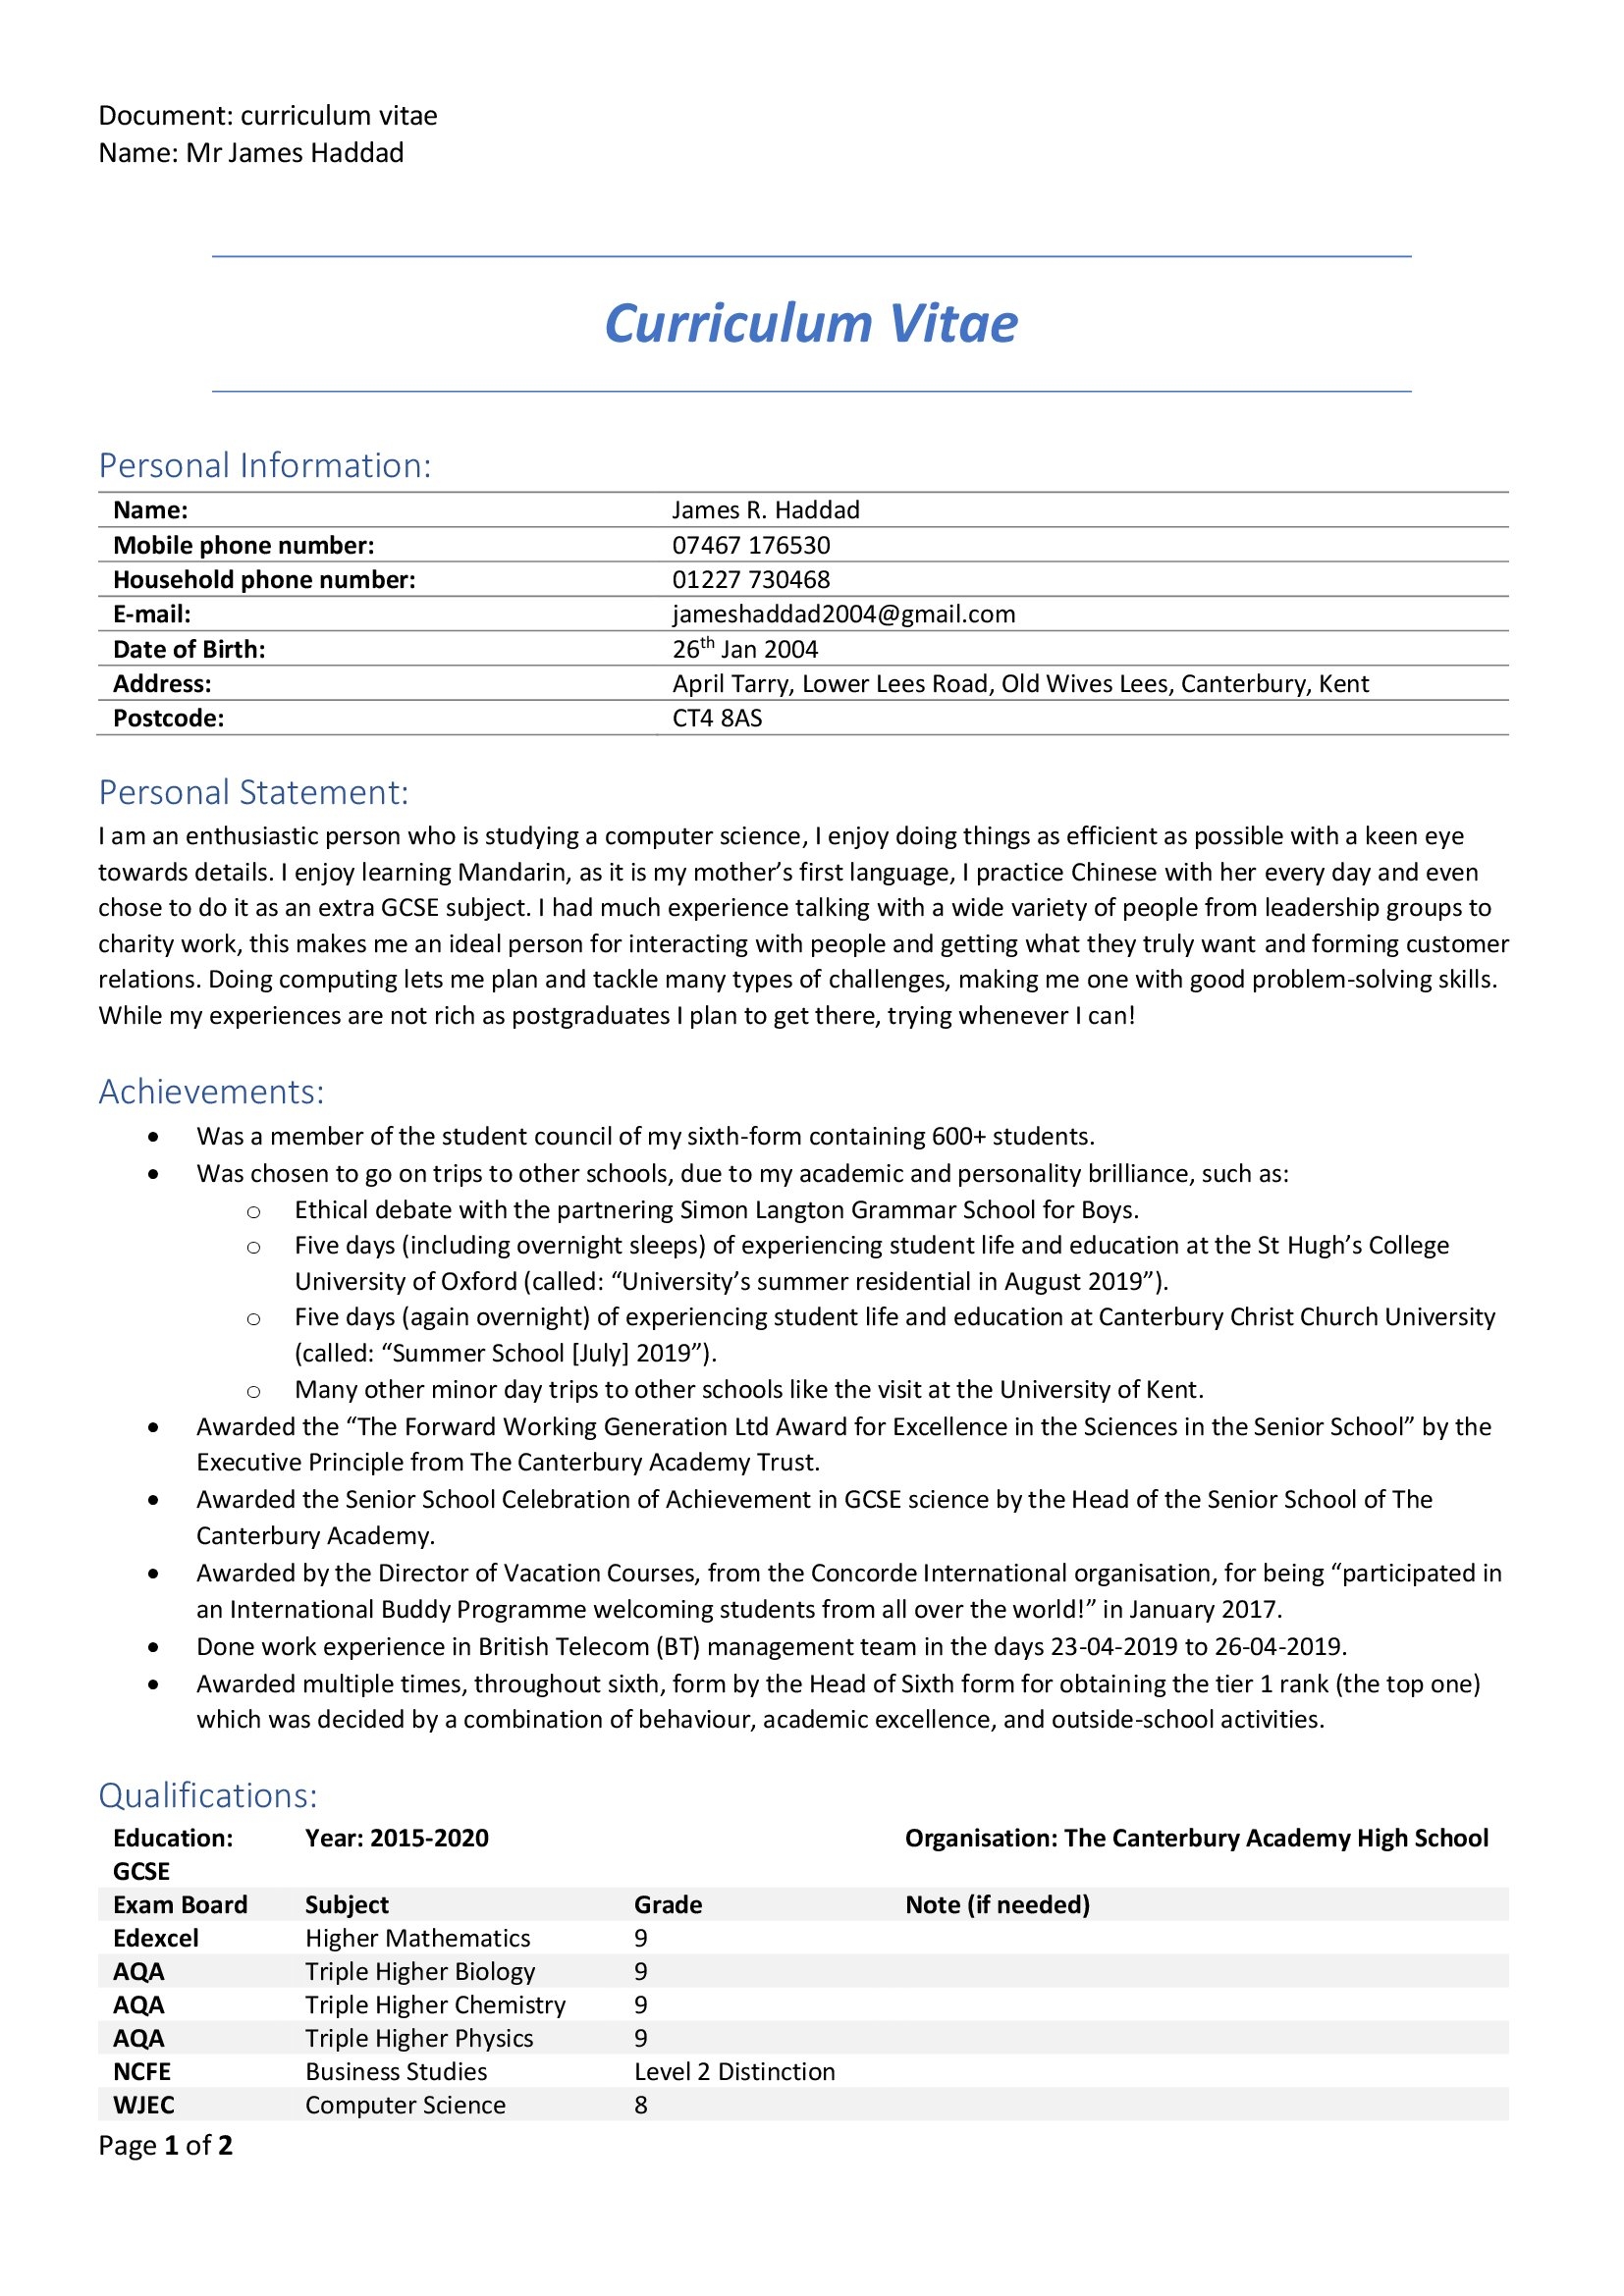 Document: curriculum vitae
Name: Mr James Haddad
Curriculum Vitae
Personal Information:
Name: James R. Haddad
Mobile phone number: 07467 176530
Household phone number: 01227 730468
E-mail: jameshaddad2004@gmail.com
Date of Birth: 26th Jan 2004
Address: April Tarry, Lower Lees Road, Old Wives Lees, Canterbury, Kent
Postcode: CT4 8AS
Personal Statement:
I am an enthusiastic person who is studying a computer science, I enjoy doing things as efficient as possible with a keen eye
towards details. I enjoy learning Mandarin, as it is my mother’s first language, I practice Chinese with her every day and even
chose to do it as an extra GCSE subject. I had much experience talking with a wide variety of people from leadership groups to
charity work, this makes me an ideal person for interacting with people and getting what they truly want and forming customer
relations. Doing computing lets me plan and tackle many types of challenges, making me one with good problem-solving skills.
While my experiences are not rich as postgraduates I plan to get there, trying whenever I can!
Achievements:
• Was a member of the student council of my sixth-form containing 600+ students.
• Was chosen to go on trips to other schools, due to my academic and personality brilliance, such as:
o Ethical debate with the partnering Simon Langton Grammar School for Boys.
o Five days (including overnight sleeps) of experiencing student life and education at the St Hugh’s College
University of Oxford (called: “University’s summer residential in August 2019”).
o Five days (again overnight) of experiencing student life and education at Canterbury Christ Church University
(called: “Summer School [July] 2019”).
o Many other minor day trips to other schools like the visit at the University of Kent.
• Awarded the “The Forward Working Generation Ltd Award for Excellence in the Sciences in the Senior School” by the
Executive Principle from The Canterbury Academy Trust.
• Awarded the Senior School Celebration of Achievement in GCSE science by the Head of the Senior School of The
Canterbury Academy.
• Awarded by the Director of Vacation Courses, from the Concorde International organisation, for being “participated in
an International Buddy Programme welcoming students from all over the world!” in January 2017.
• Done work experience in British Telecom (BT) management team in the days 23-04-2019 to 26-04-2019.
• Awarded multiple times, throughout sixth, form by the Head of Sixth form for obtaining the tier 1 rank (the top one)
which was decided by a combination of behaviour, academic excellence, and outside-school activities.
Qualifications:
Education: Year: 2015-2020 Organisation: The Canterbury Academy High School
GCSE
Exam Board Subject Grade Note (if needed)
Edexcel Higher Mathematics 9
AQA Triple Higher Biology 9
AQA Triple Higher Chemistry 9
AQA Triple Higher Physics 9
NCFE Business Studies Level 2 Distinction
WJEC Computer Science 8
Page 1 of 2